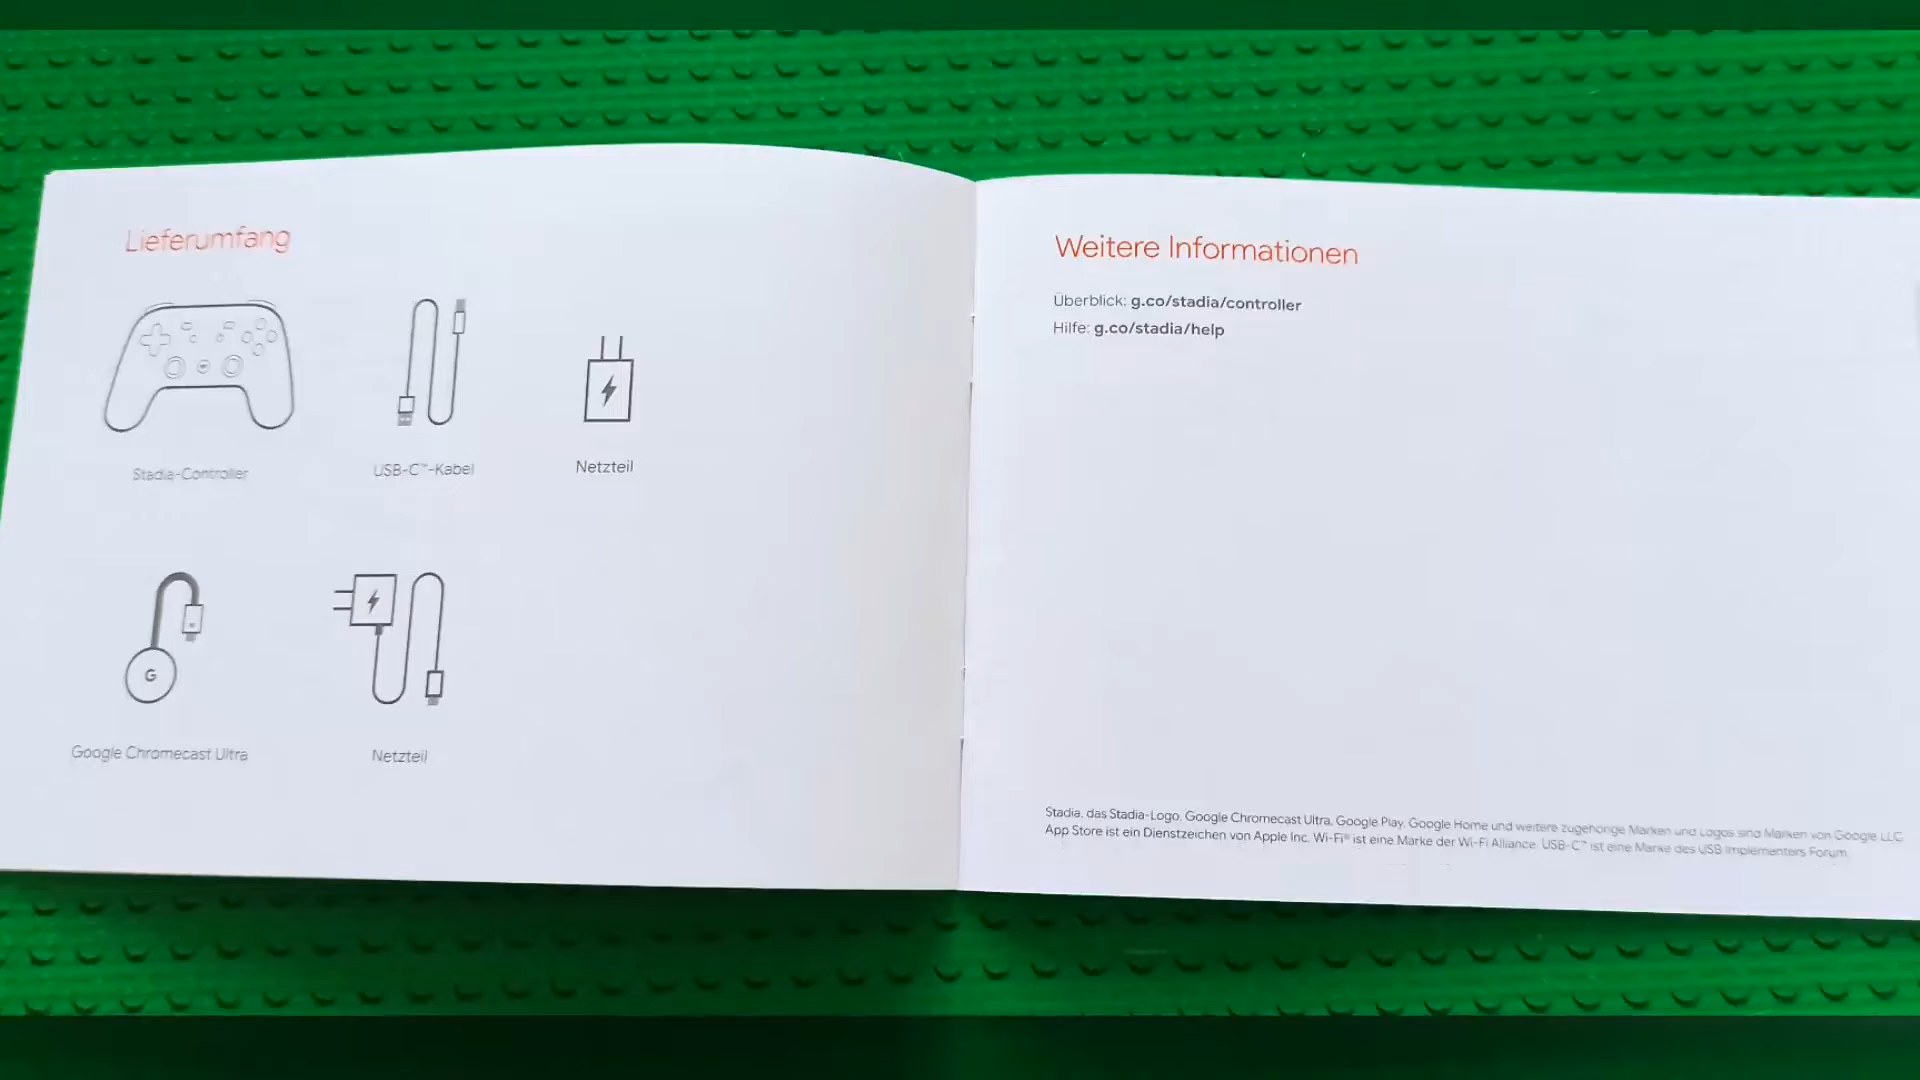 Lieferumfang
Stadia-Controller
USB-C™-Kabel
Netzteil
G
Google Chromecast Ultra
Netzteil
Weitere Informationen
Überblick: g.co/stadia/controller
Hilfe: g.co/stadia/help
Stadia, das Stadia-Logo, Google Chromecast Ultra, Google Play, Google Home und weitere zugehörige Marken und Logos sind Marken von Google LLC.
App Store ist ein Dienstzeichen von Apple Inc. Wi-Fi® ist eine Marke der Wi-Fi Alliance. USB-C™ ist eine Marke des USB Implementers Forum.